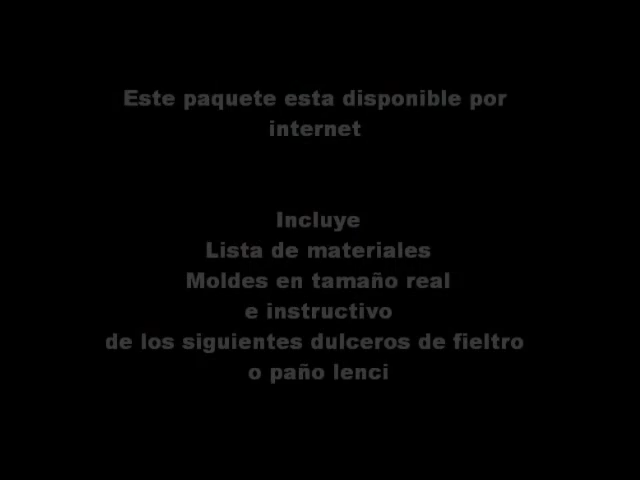 Este paquete esta disponible por
internet
Incluye
Lista de materiales
Moldes en tamaño real
e instructivo
de los siguientes dulceros de fieltro
o paño lenci